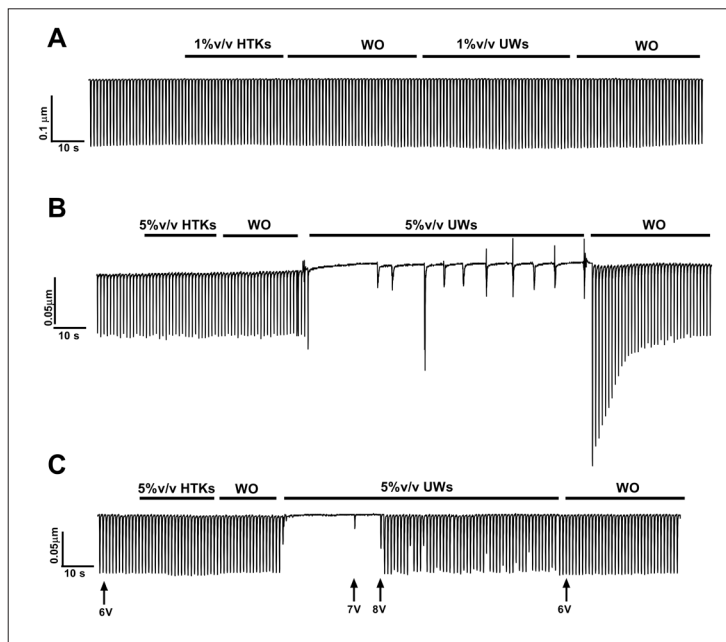 A
1%v/v HTKs WO 1%v/v UWs WO
0.1 µm
10 s
B
5%v/v HTKs WO 5%v/v UWs WO
0.05µm
10 s
C
5%v/v HTKs WO 5%v/v UWs WO
0.05µm
10 s
6V 7V 8V 6V